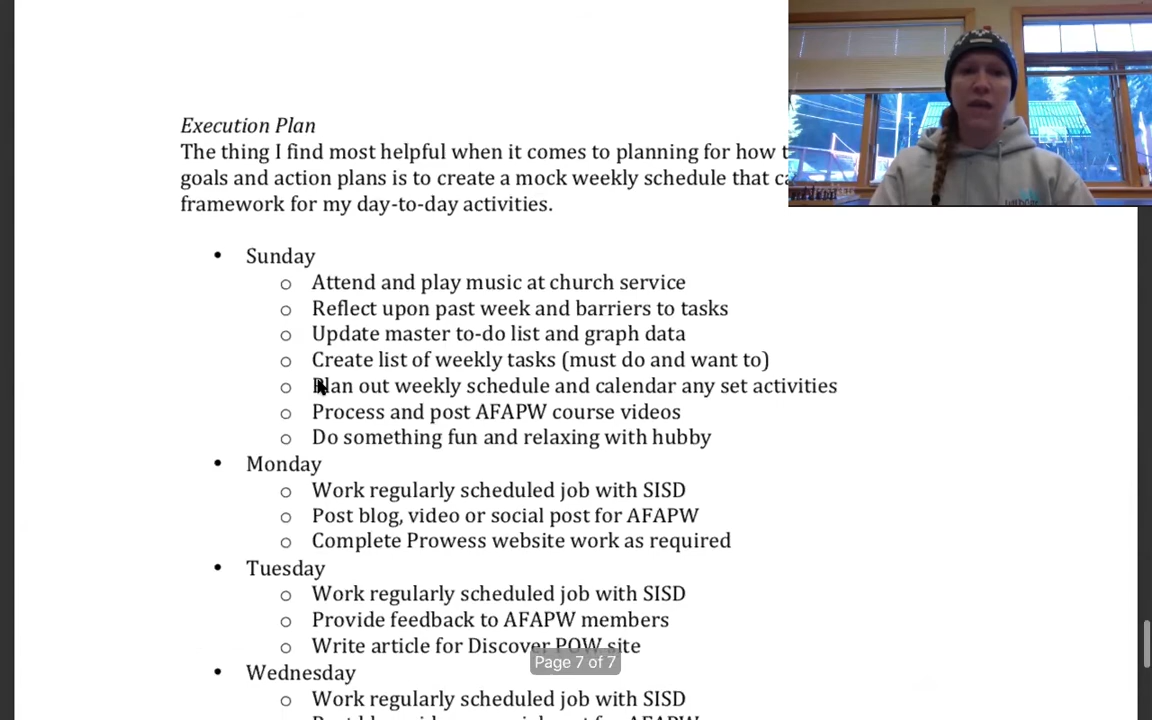 Execution Plan
The thing I find most helpful when it comes to planning for how
goals and action plans is to create a mock weekly schedule that
framework for my day-to-day activities.
• Sunday
o Attend and play music at church service
o Reflect upon past week and barriers to tasks
o Update master to-do list and graph data
o Create list of weekly tasks (must do and want to)
o Plan out weekly schedule and calendar any set activities
o Process and post AFAPW course videos
o Do something fun and relaxing with hubby
• Monday
o Work regularly scheduled job with SISD
o Post blog, video or social post for AFAPW
o Complete Prowess website work as required
• Tuesday
o Work regularly scheduled job with SISD
o Provide feedback to AFAPW members
o Write article for Discover POW site
Page 7 of 7
• Wednesday
o Work regularly scheduled job with SISD